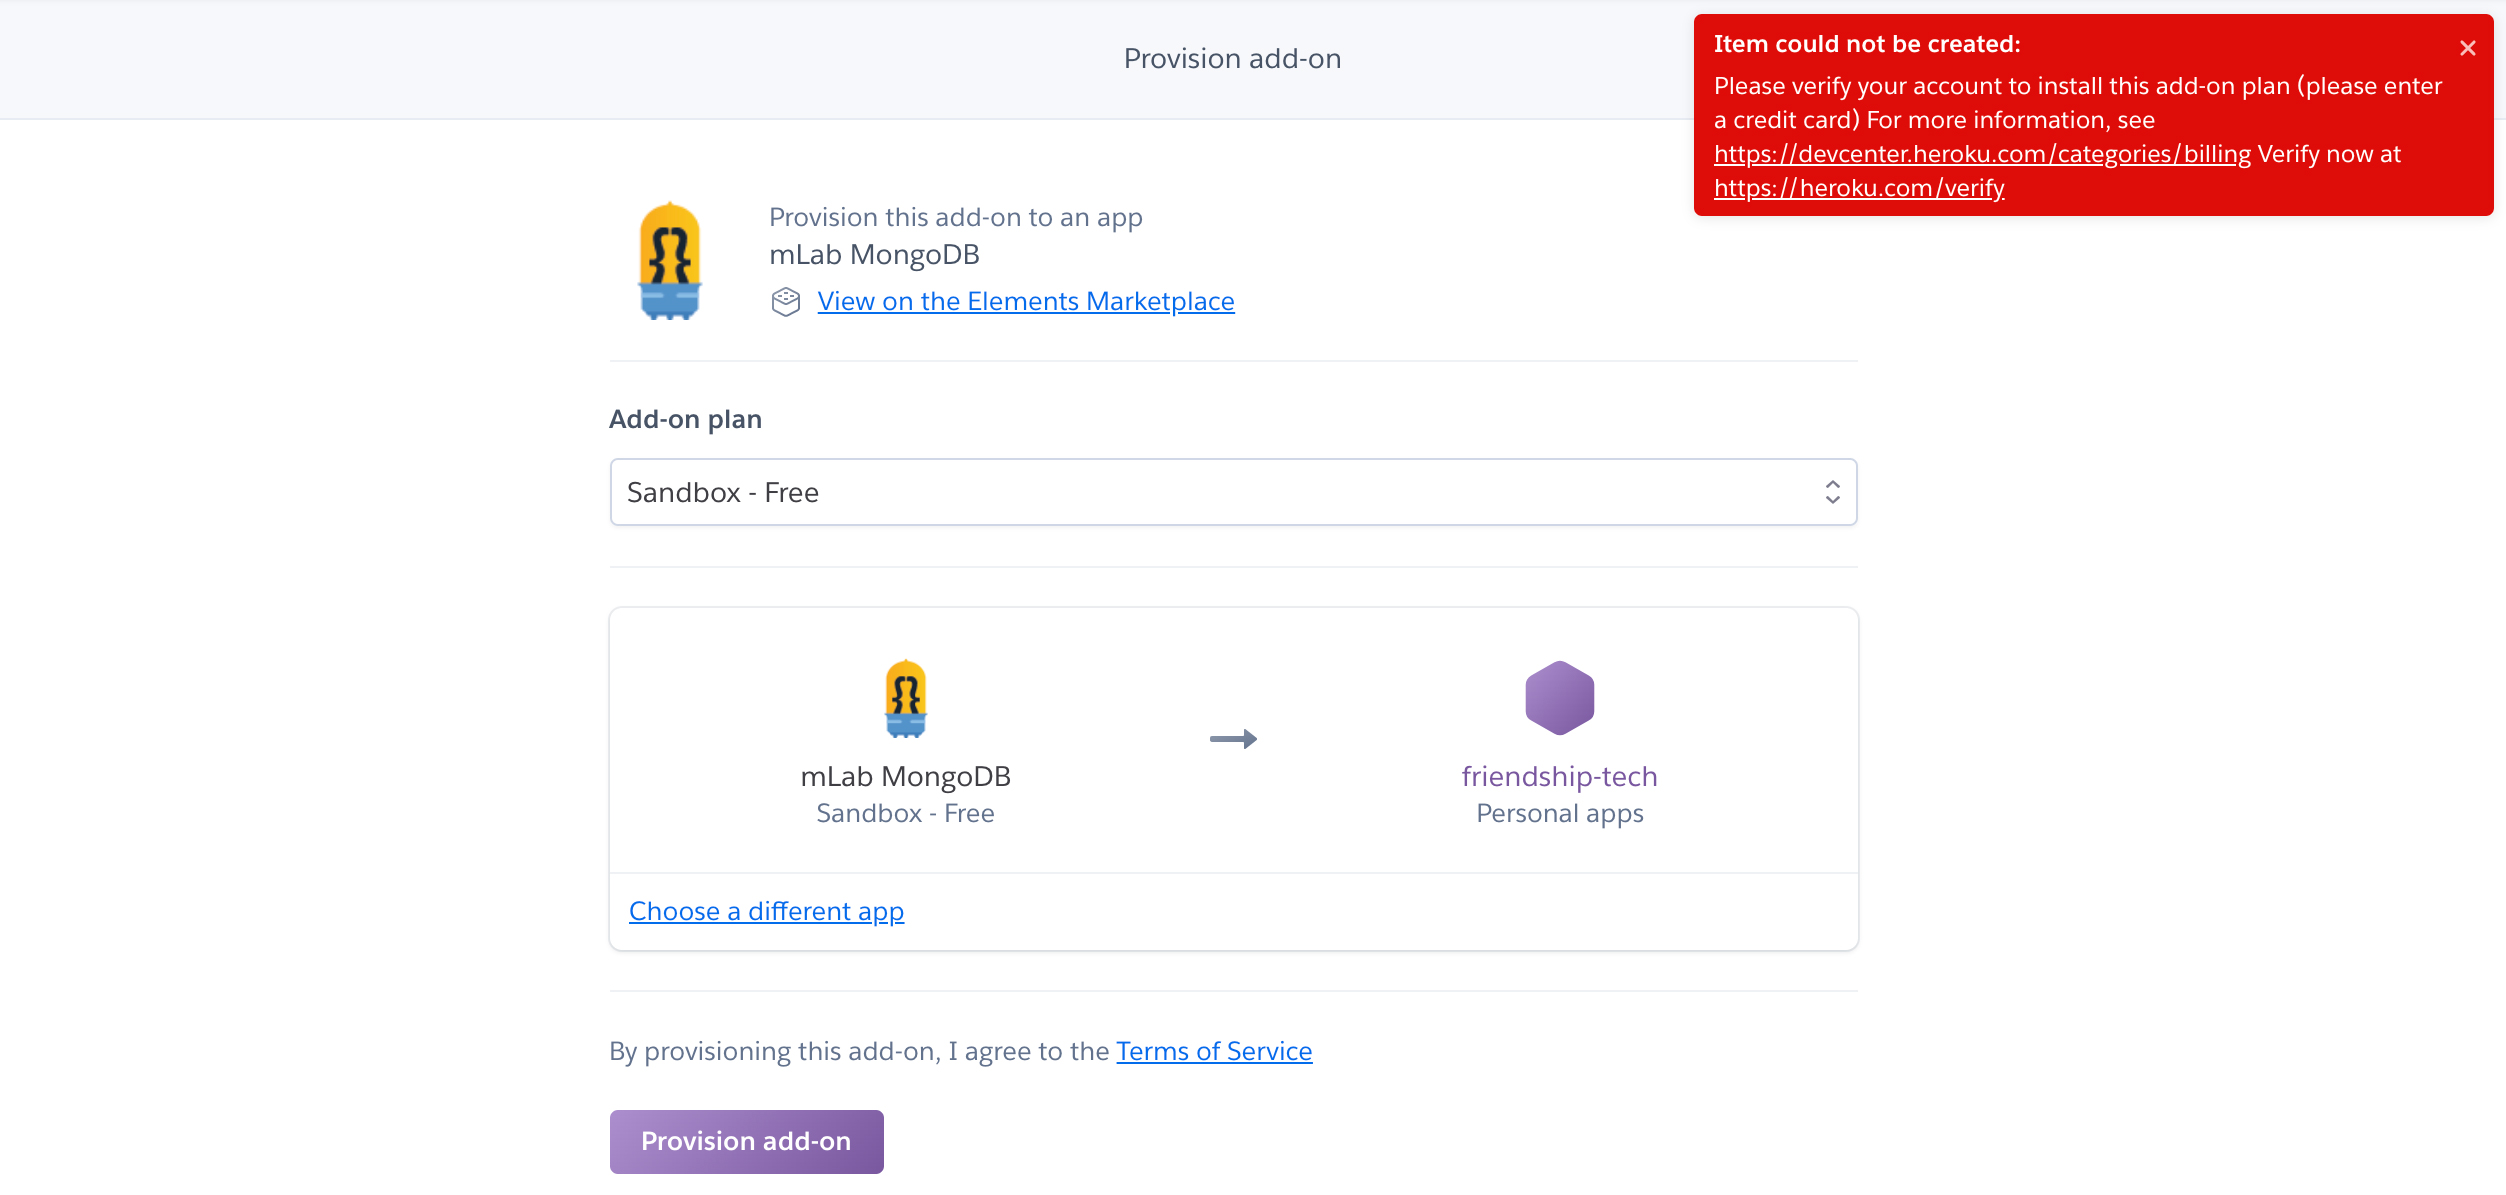 Provision add-on
Item could not be created:
Please verify your account to install this add-on plan (please enter
a credit card) For more information, see
https://devcenter.heroku.com/categories/billing Verify now at
https://heroku.com/verify
Provision this add-on to an app
mLab MongoDB
View on the Elements Marketplace
Add-on plan
Sandbox - Free
mLab MongoDB
Sandbox - Free
friendship-tech
Personal apps
Choose a different app
By provisioning this add-on, I agree to the Terms of Service
Provision add-on